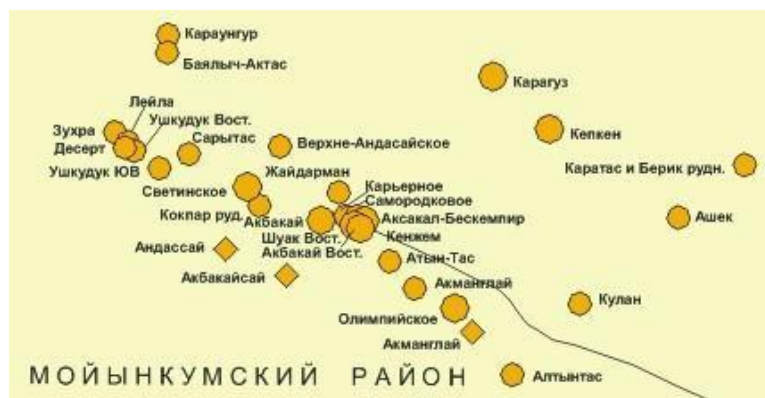 Караунгур
Баялыч-Актас
Карагуз
Лейла
Ушкудук Вост.
Зухра
Сарытас
Кепкен
Десерт
Верхне-Андасайское
Ушкудук ЮВ
Жайдарман
Каратас и Берик рудн.
Светинское
Карьерное
Самородковое
Кокпар руд.
Акбакай
Аксакал-Бескемпир
Ашек
Шуак Вост.
Кенжем
Андассай
Акбакай Вост.
Атын-Тас
Акбакайсай
Акманглай
Кулан
Олимпийское
Акманглай
МОЙЫНКУМСКИЙ РАЙОН
Алтынтас